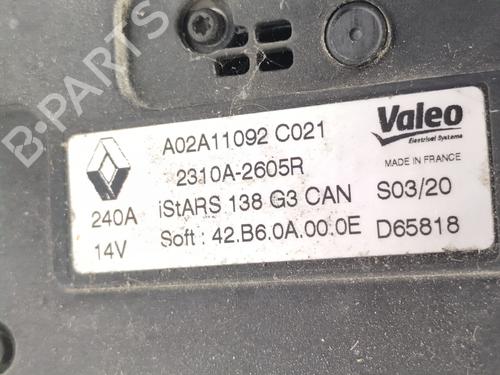 B-PARTS
A02A11092 C021
Valeo
Electrical Systems
2310A-2605R
MADE IN FRANCE
240A
iStARS 138 G3 CAN
S03/20
14V
Soft : 42.B6.0A.00.0E
D65818